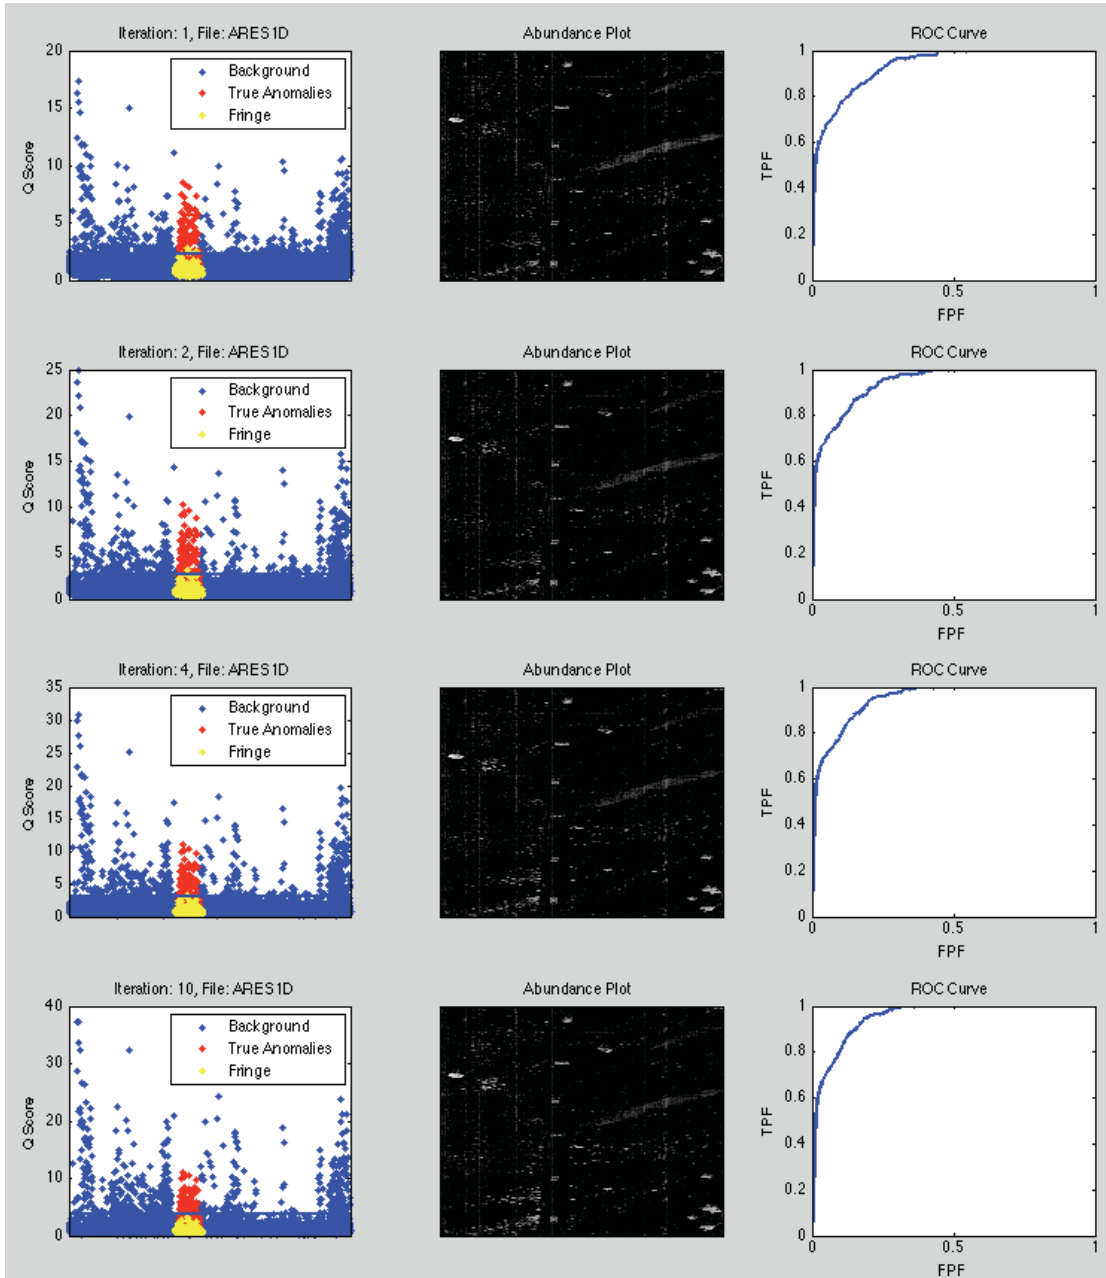 Iteration: 1, File: ARES1D
Abundance Plot
ROC Curve
20
15
10
5
0
Q Score
Background
True Anomalies
Fringe
1
0.8
0.6
0.4
0.2
0
TPF
0
0.5
1
FPF
Iteration: 2, File: ARES1D
Abundance Plot
ROC Curve
25
20
15
10
5
0
Q Score
Background
True Anomalies
Fringe
1
0.8
0.6
0.4
0.2
0
TPF
0
0.5
1
FPF
Iteration: 4, File: ARES1D
Abundance Plot
ROC Curve
35
30
25
20
15
10
5
0
Q Score
Background
True Anomalies
Fringe
1
0.8
0.6
0.4
0.2
0
TPF
0
0.5
1
FPF
Iteration: 10, File: ARES1D
Abundance Plot
ROC Curve
40
30
20
10
0
Q Score
Background
True Anomalies
Fringe
1
0.8
0.6
0.4
0.2
0
TPF
0
0.5
1
FPF